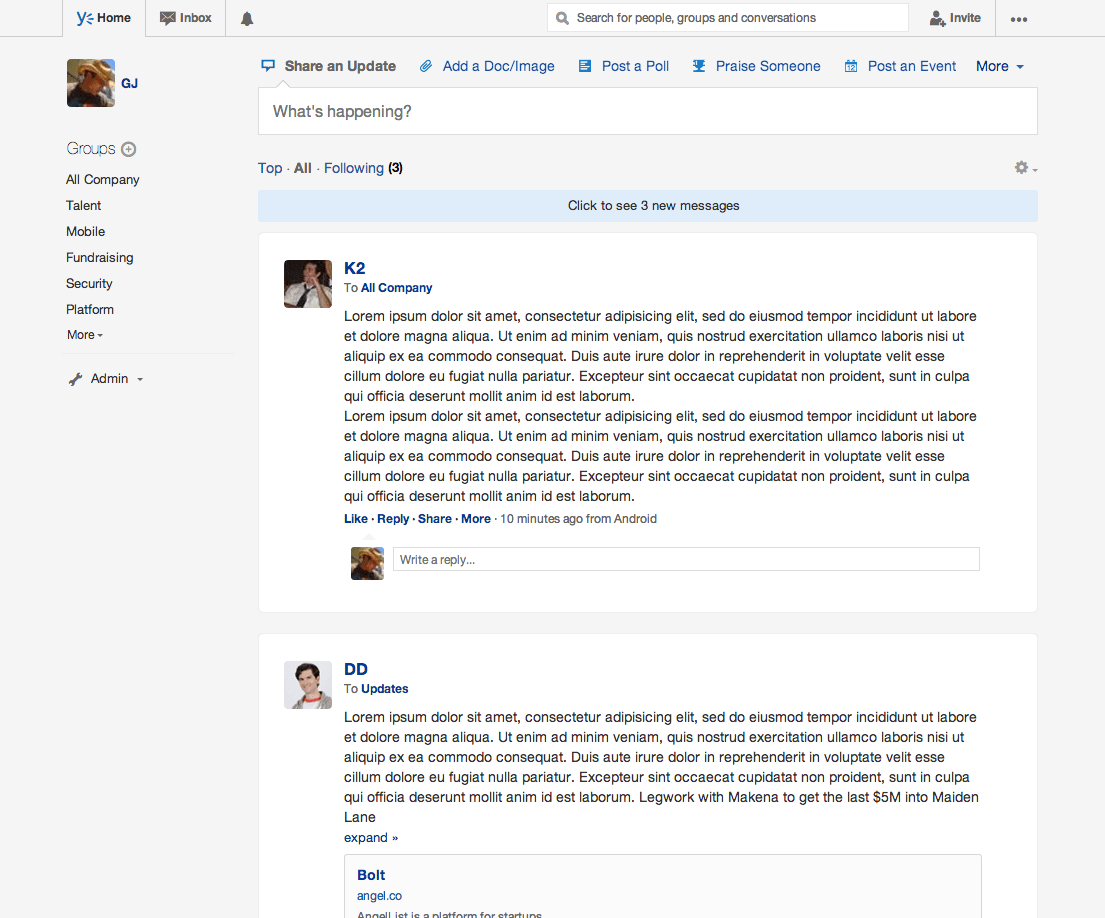 Home
Inbox
Search for people, groups and conversations
Invite
GJ
Groups
All Company
Talent
Mobile
Fundraising
Security
Platform
More
Admin
Share an Update
Add a Doc/Image
Post a Poll
Praise Someone
12
Post an Event
More
What's happening?
Top · All · Following (3)
Click to see 3 new messages
K2
To All Company
Lorem ipsum dolor sit amet, consectetur adipisicing elit, sed do eiusmod tempor incididunt ut labore
et dolore magna aliqua. Ut enim ad minim veniam, quis nostrud exercitation ullamco laboris nisi ut
aliquip ex ea commodo consequat. Duis aute irure dolor in reprehenderit in voluptate velit esse
cillum dolore eu fugiat nulla pariatur. Excepteur sint occaecat cupidatat non proident, sunt in culpa
qui officia deserunt mollit anim id est laborum.
Lorem ipsum dolor sit amet, consectetur adipisicing elit, sed do eiusmod tempor incididunt ut labore
et dolore magna aliqua. Ut enim ad minim veniam, quis nostrud exercitation ullamco laboris nisi ut
aliquip ex ea commodo consequat. Duis aute irure dolor in reprehenderit in voluptate velit esse
cillum dolore eu fugiat nulla pariatur. Excepteur sint occaecat cupidatat non proident, sunt in culpa
qui officia deserunt mollit anim id est laborum.
Like · Reply · Share · More · 10 minutes ago from Android
Write a reply...
DD
To Updates
Lorem ipsum dolor sit amet, consectetur adipisicing elit, sed do eiusmod tempor incididunt ut labore
et dolore magna aliqua. Ut enim ad minim veniam, quis nostrud exercitation ullamco laboris nisi ut
aliquip ex ea commodo consequat. Duis aute irure dolor in reprehenderit in voluptate velit esse
cillum dolore eu fugiat nulla pariatur. Excepteur sint occaecat cupidatat non proident, sunt in culpa
qui officia deserunt mollit anim id est laborum. Legwork with Makena to get the last $5M into Maiden
Lane
expand »
Bolt
angel.co
AngelList is a platform for startups